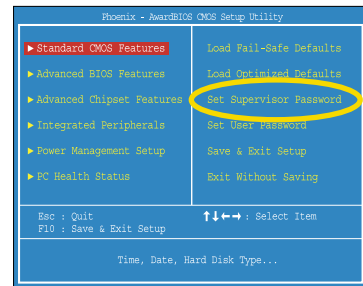 Phoenix - AwardBIOS CMOS Setup Utility
▶ Standard CMOS Features
▶ Advanced BIOS Features
▶ Advanced Chipset Features
▶ Integrated Peripherals
▶ Power Management Setup
▶ PC Health Status
Load Fail-Safe Defaults
Load Optimized Defaults
Set Supervisor Password
Set User Password
Save & Exit Setup
Exit Without Saving
Esc : Quit
F10 : Save & Exit Setup
↑↓←→ : Select Item
Time, Date, Hard Disk Type...